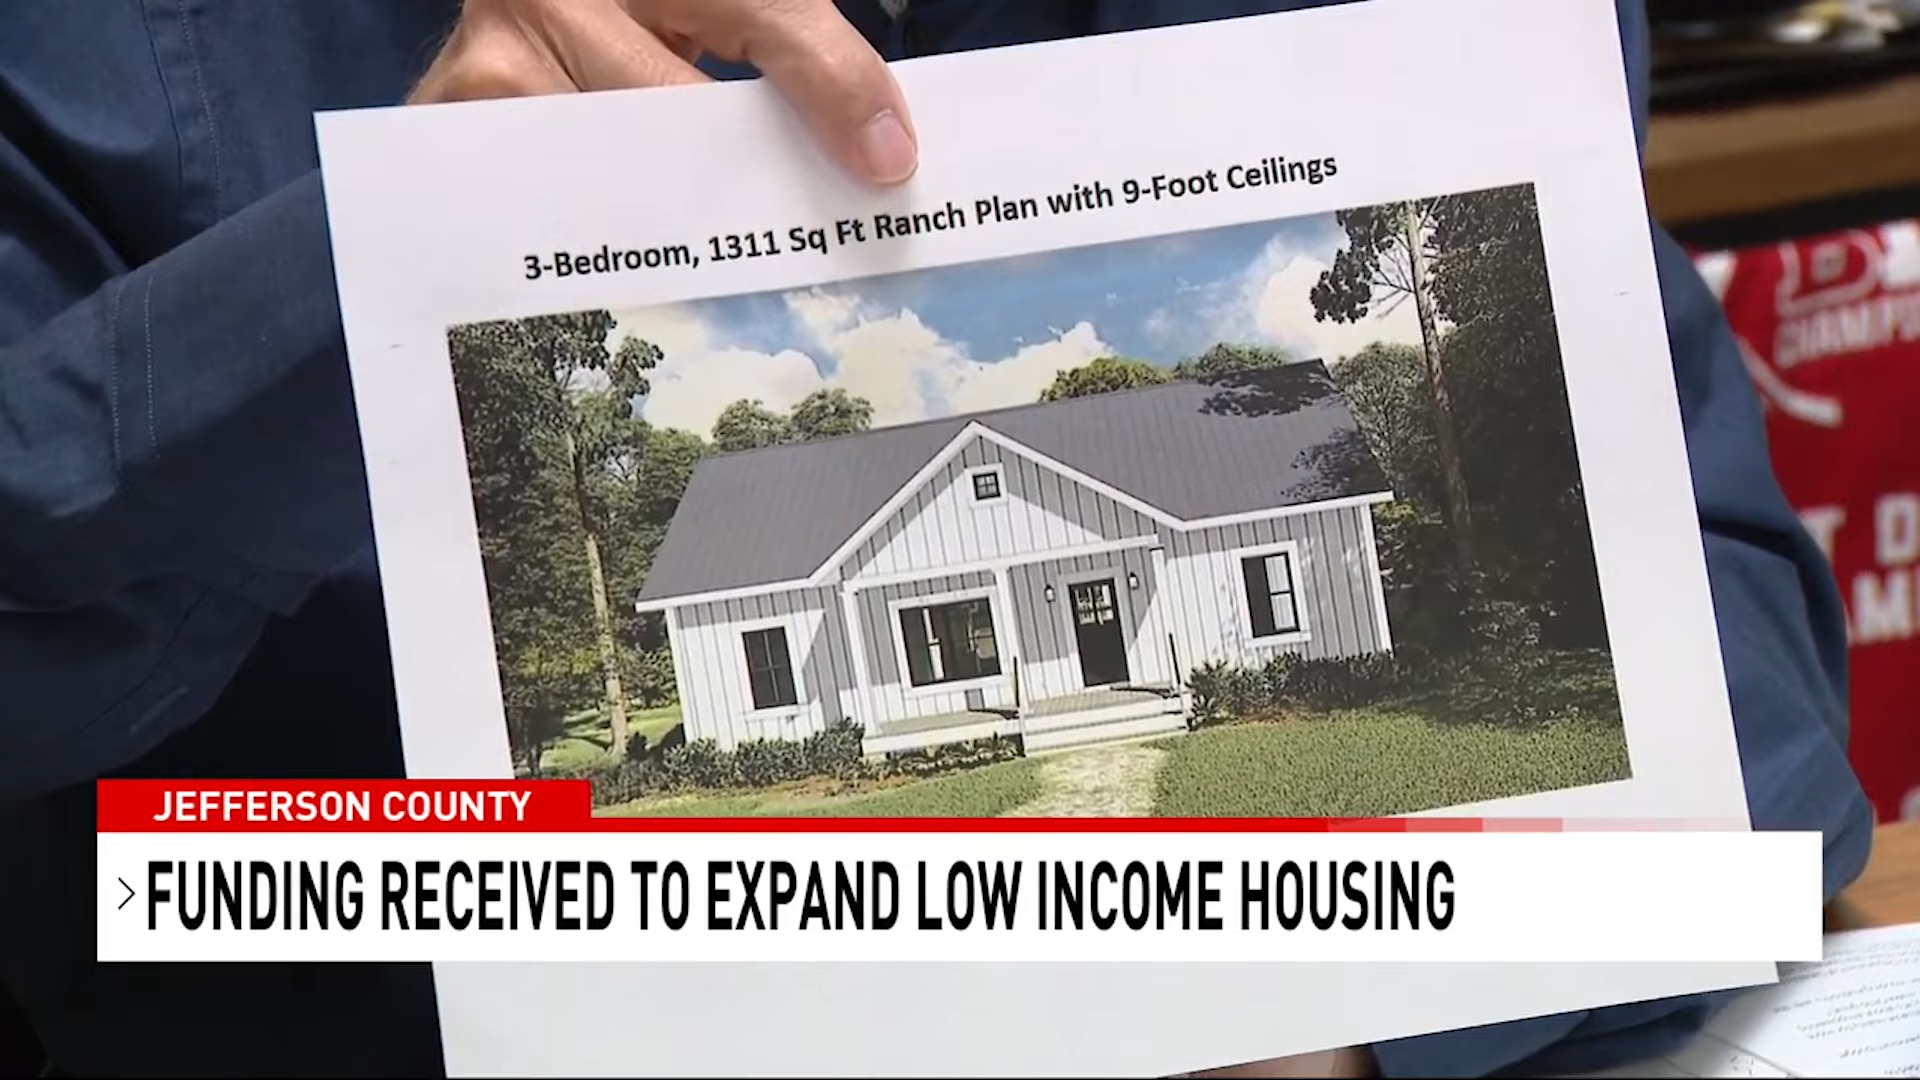 3-Bedroom, 1311 Sq Ft Ranch Plan with 9-Foot Ceilings
JEFFERSON COUNTY
FUNDING RECEIVED TO EXPAND LOW INCOME HOUSING